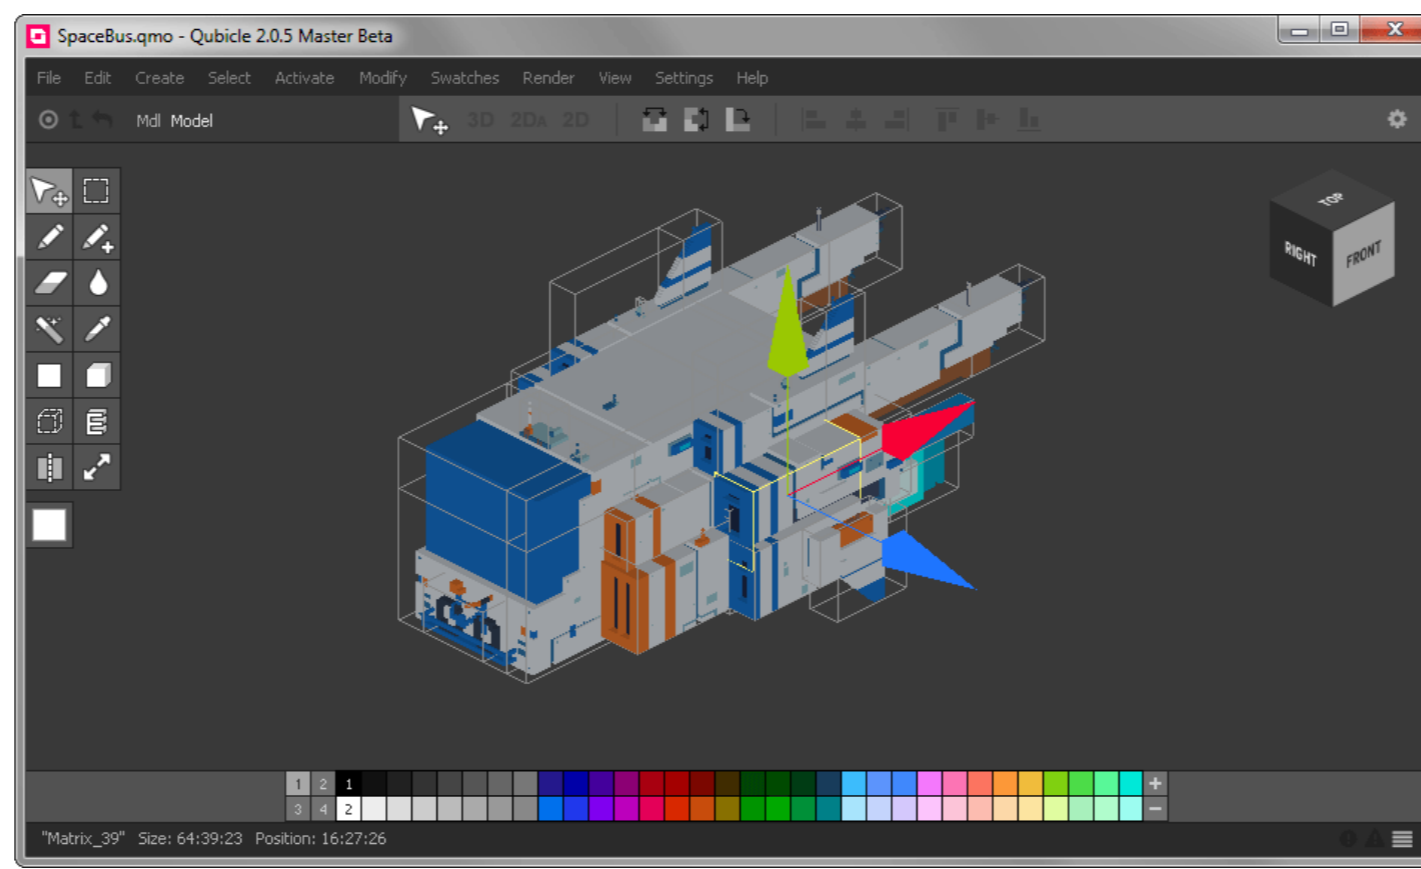 SpaceBus.qmo - Qubicle 2.0.5 Master Beta
File Edit Create Select Activate Modify Swatches Render View Settings Help
Mdl Model 3D 2DA 2D
TOP
RIGHT FRONT
1 2 1 +
3 4 2 −
"Matrix_39" Size: 64:39:23 Position: 16:27:26